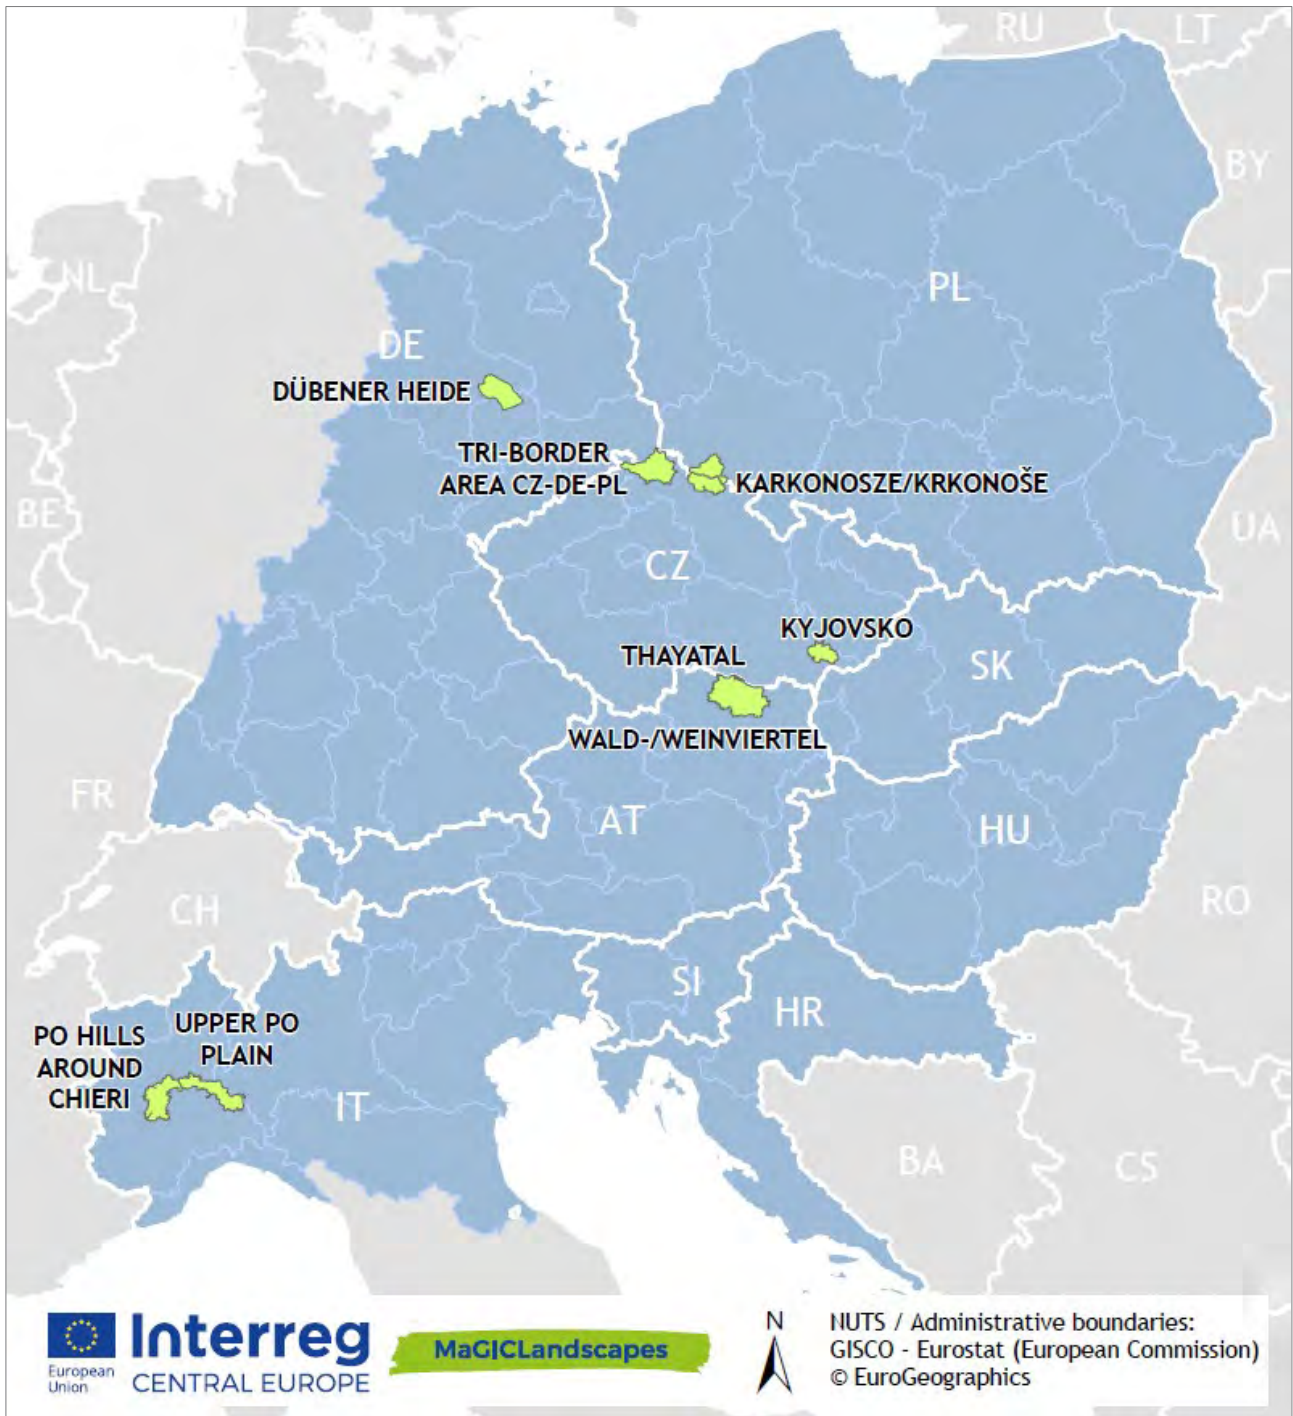 RU
LT
BY
NL
PL
DE
DÜBENER HEIDE
TRI-BORDER
AREA CZ-DE-PL
KARKONOSZE/KRKONOŠE
BE
UA
CZ
KYJOVSKO
THAYATAL
SK
WALD-/WEINVIERTEL
FR
AT
HU
CH
RO
SI
HR
PO HILLS
AROUND
CHIERI
UPPER PO
PLAIN
IT
BA
CS
European
Union
Interreg
CENTRAL EUROPE
MaGICLandscapes
N
NUTS / Administrative boundaries:
GISCO - Eurostat (European Commission)
© EuroGeographics